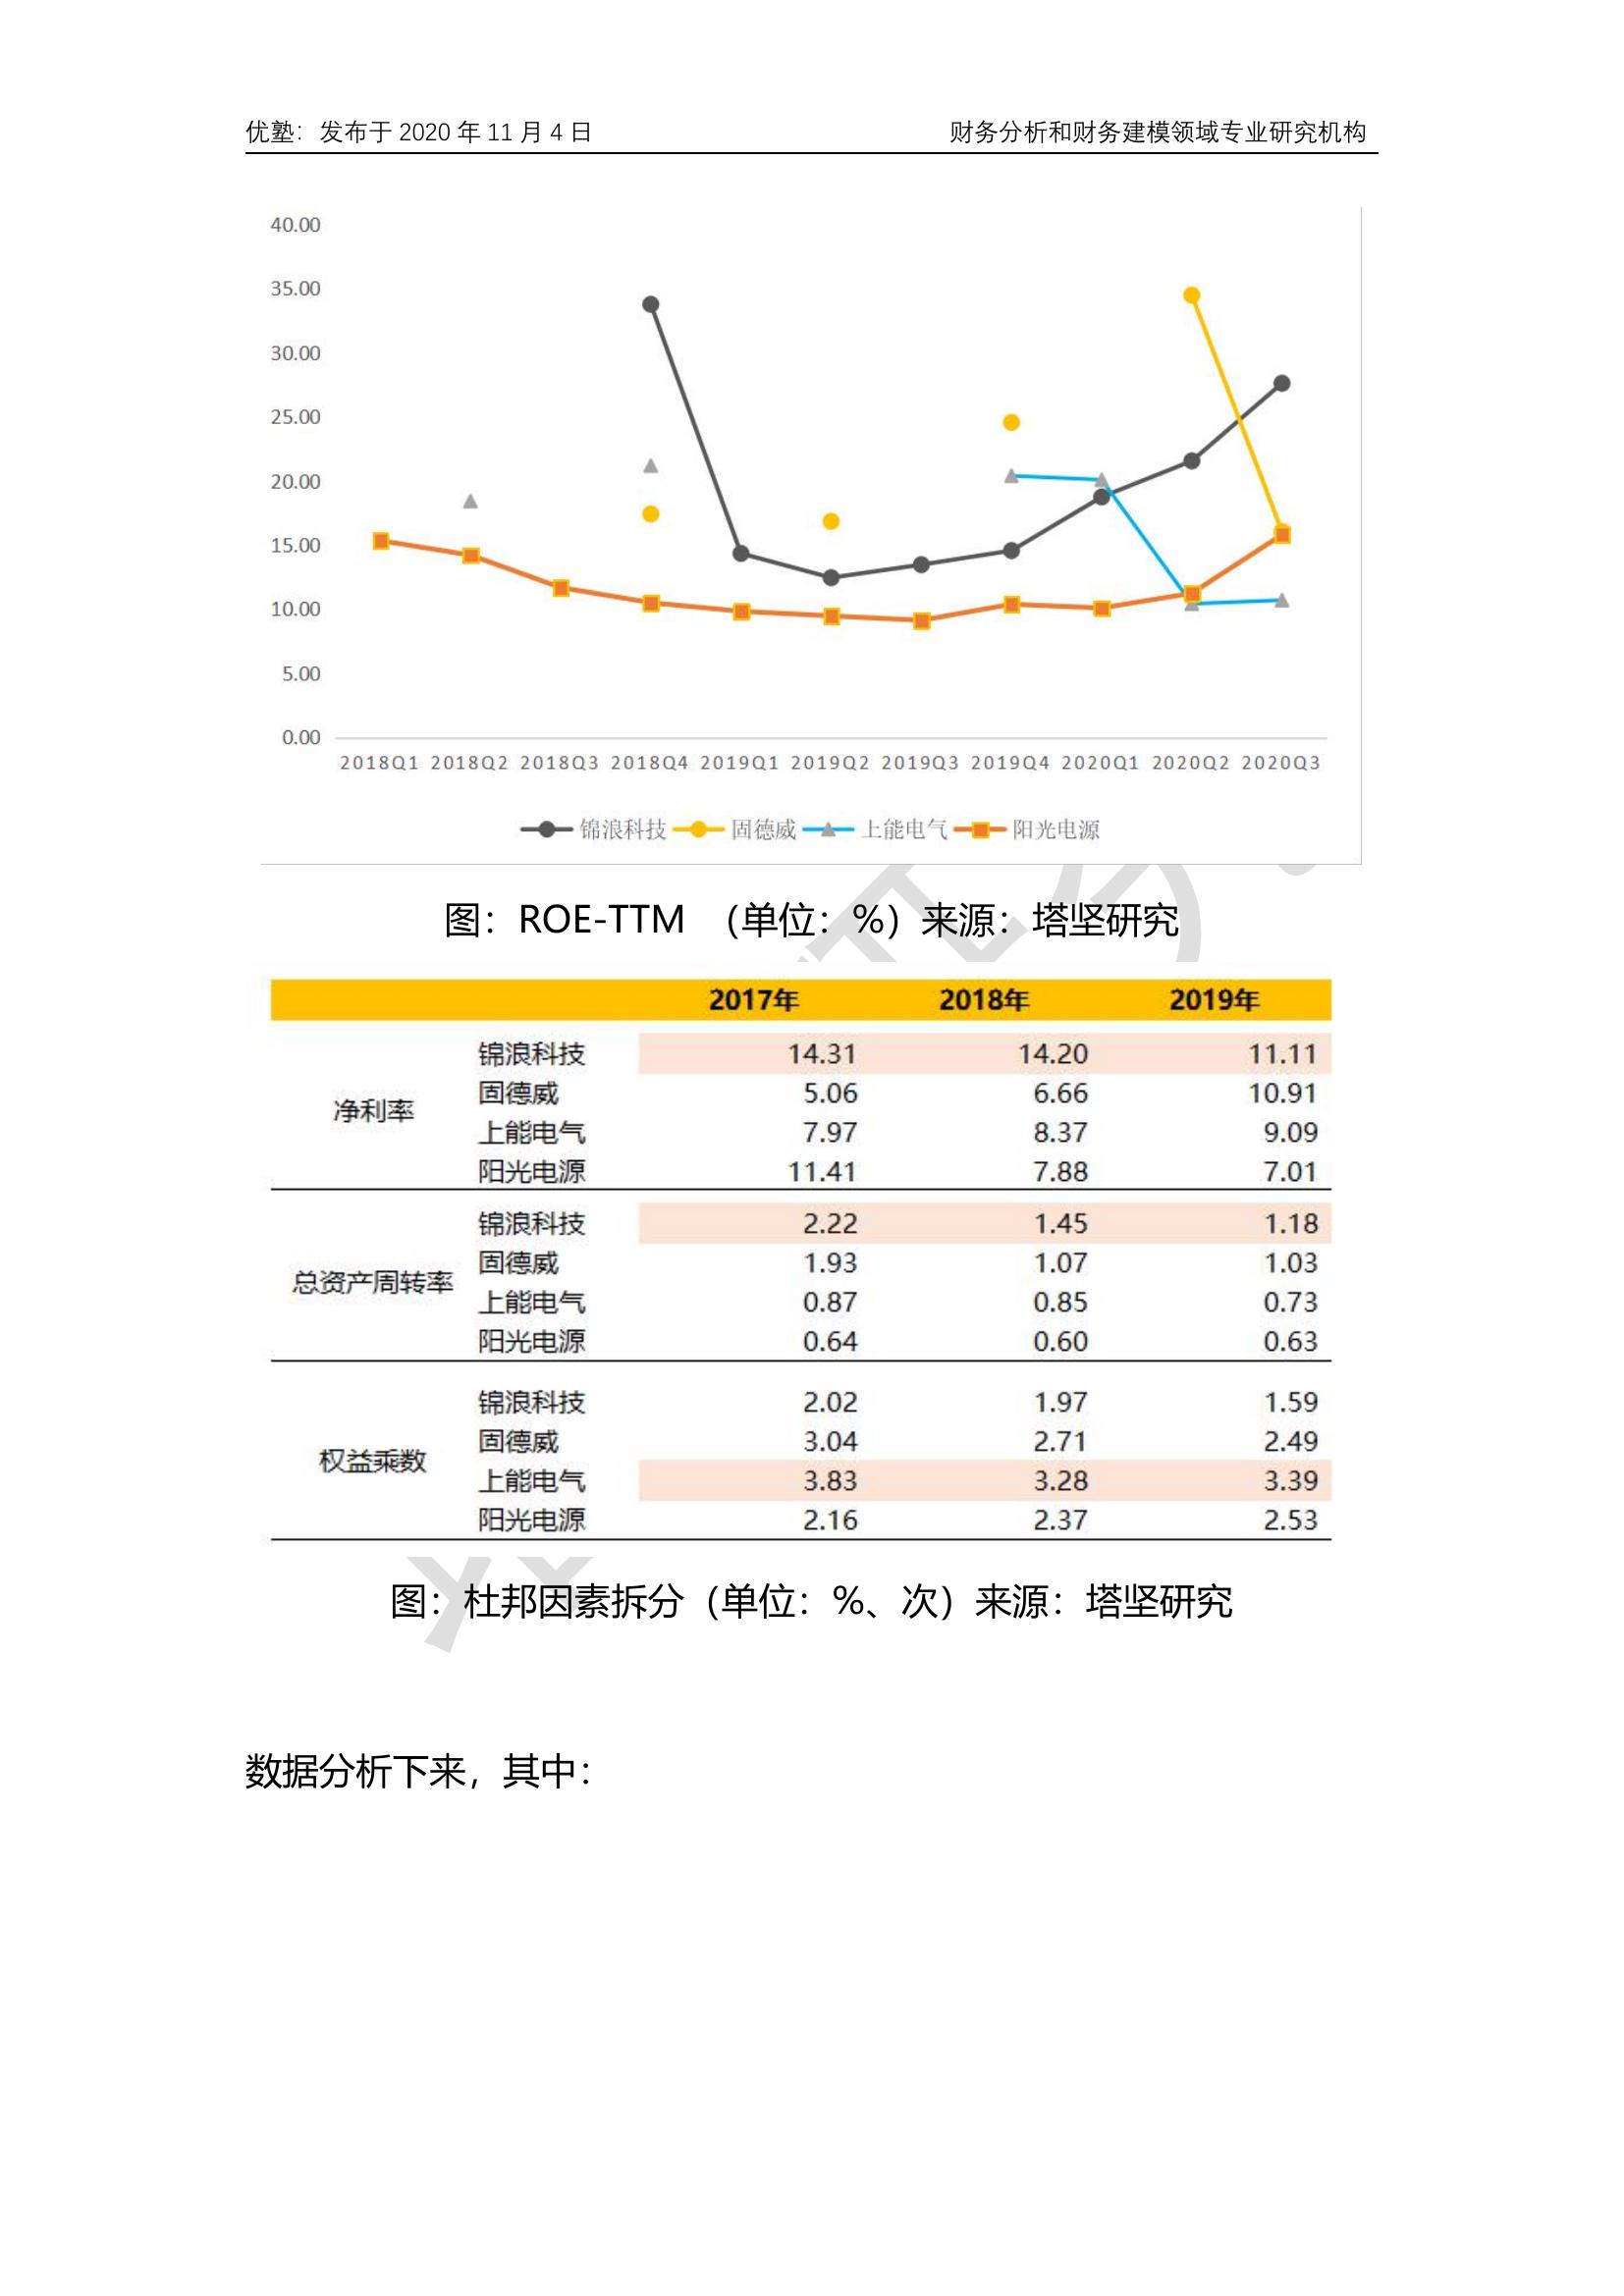 优塾：发布于 2020 年 11 月 4 日 财务分析和财务建模领域专业研究机构
40.00
35.00
30.00
25.00
20.00
15.00
10.00
5.00
0.00
2018Q1 2018Q2 2018Q3 2018Q4 2019Q1 2019Q2 2019Q3 2019Q4 2020Q1 2020Q2 2020Q3
锦浪科技 固德威 上能电气 阳光电源
图：ROE-TTM （单位：%）来源：塔坚研究
2017年 2018年 2019年
净利率
锦浪科技 14.31 14.20 11.11
固德威 5.06 6.66 10.91
上能电气 7.97 8.37 9.09
阳光电源 11.41 7.88 7.01
总资产周转率
锦浪科技 2.22 1.45 1.18
固德威 1.93 1.07 1.03
上能电气 0.87 0.85 0.73
阳光电源 0.64 0.60 0.63
权益乘数
锦浪科技 2.02 1.97 1.59
固德威 3.04 2.71 2.49
上能电气 3.83 3.28 3.39
阳光电源 2.16 2.37 2.53
图：杜邦因素拆分（单位：%、次）来源：塔坚研究
数据分析下来，其中：